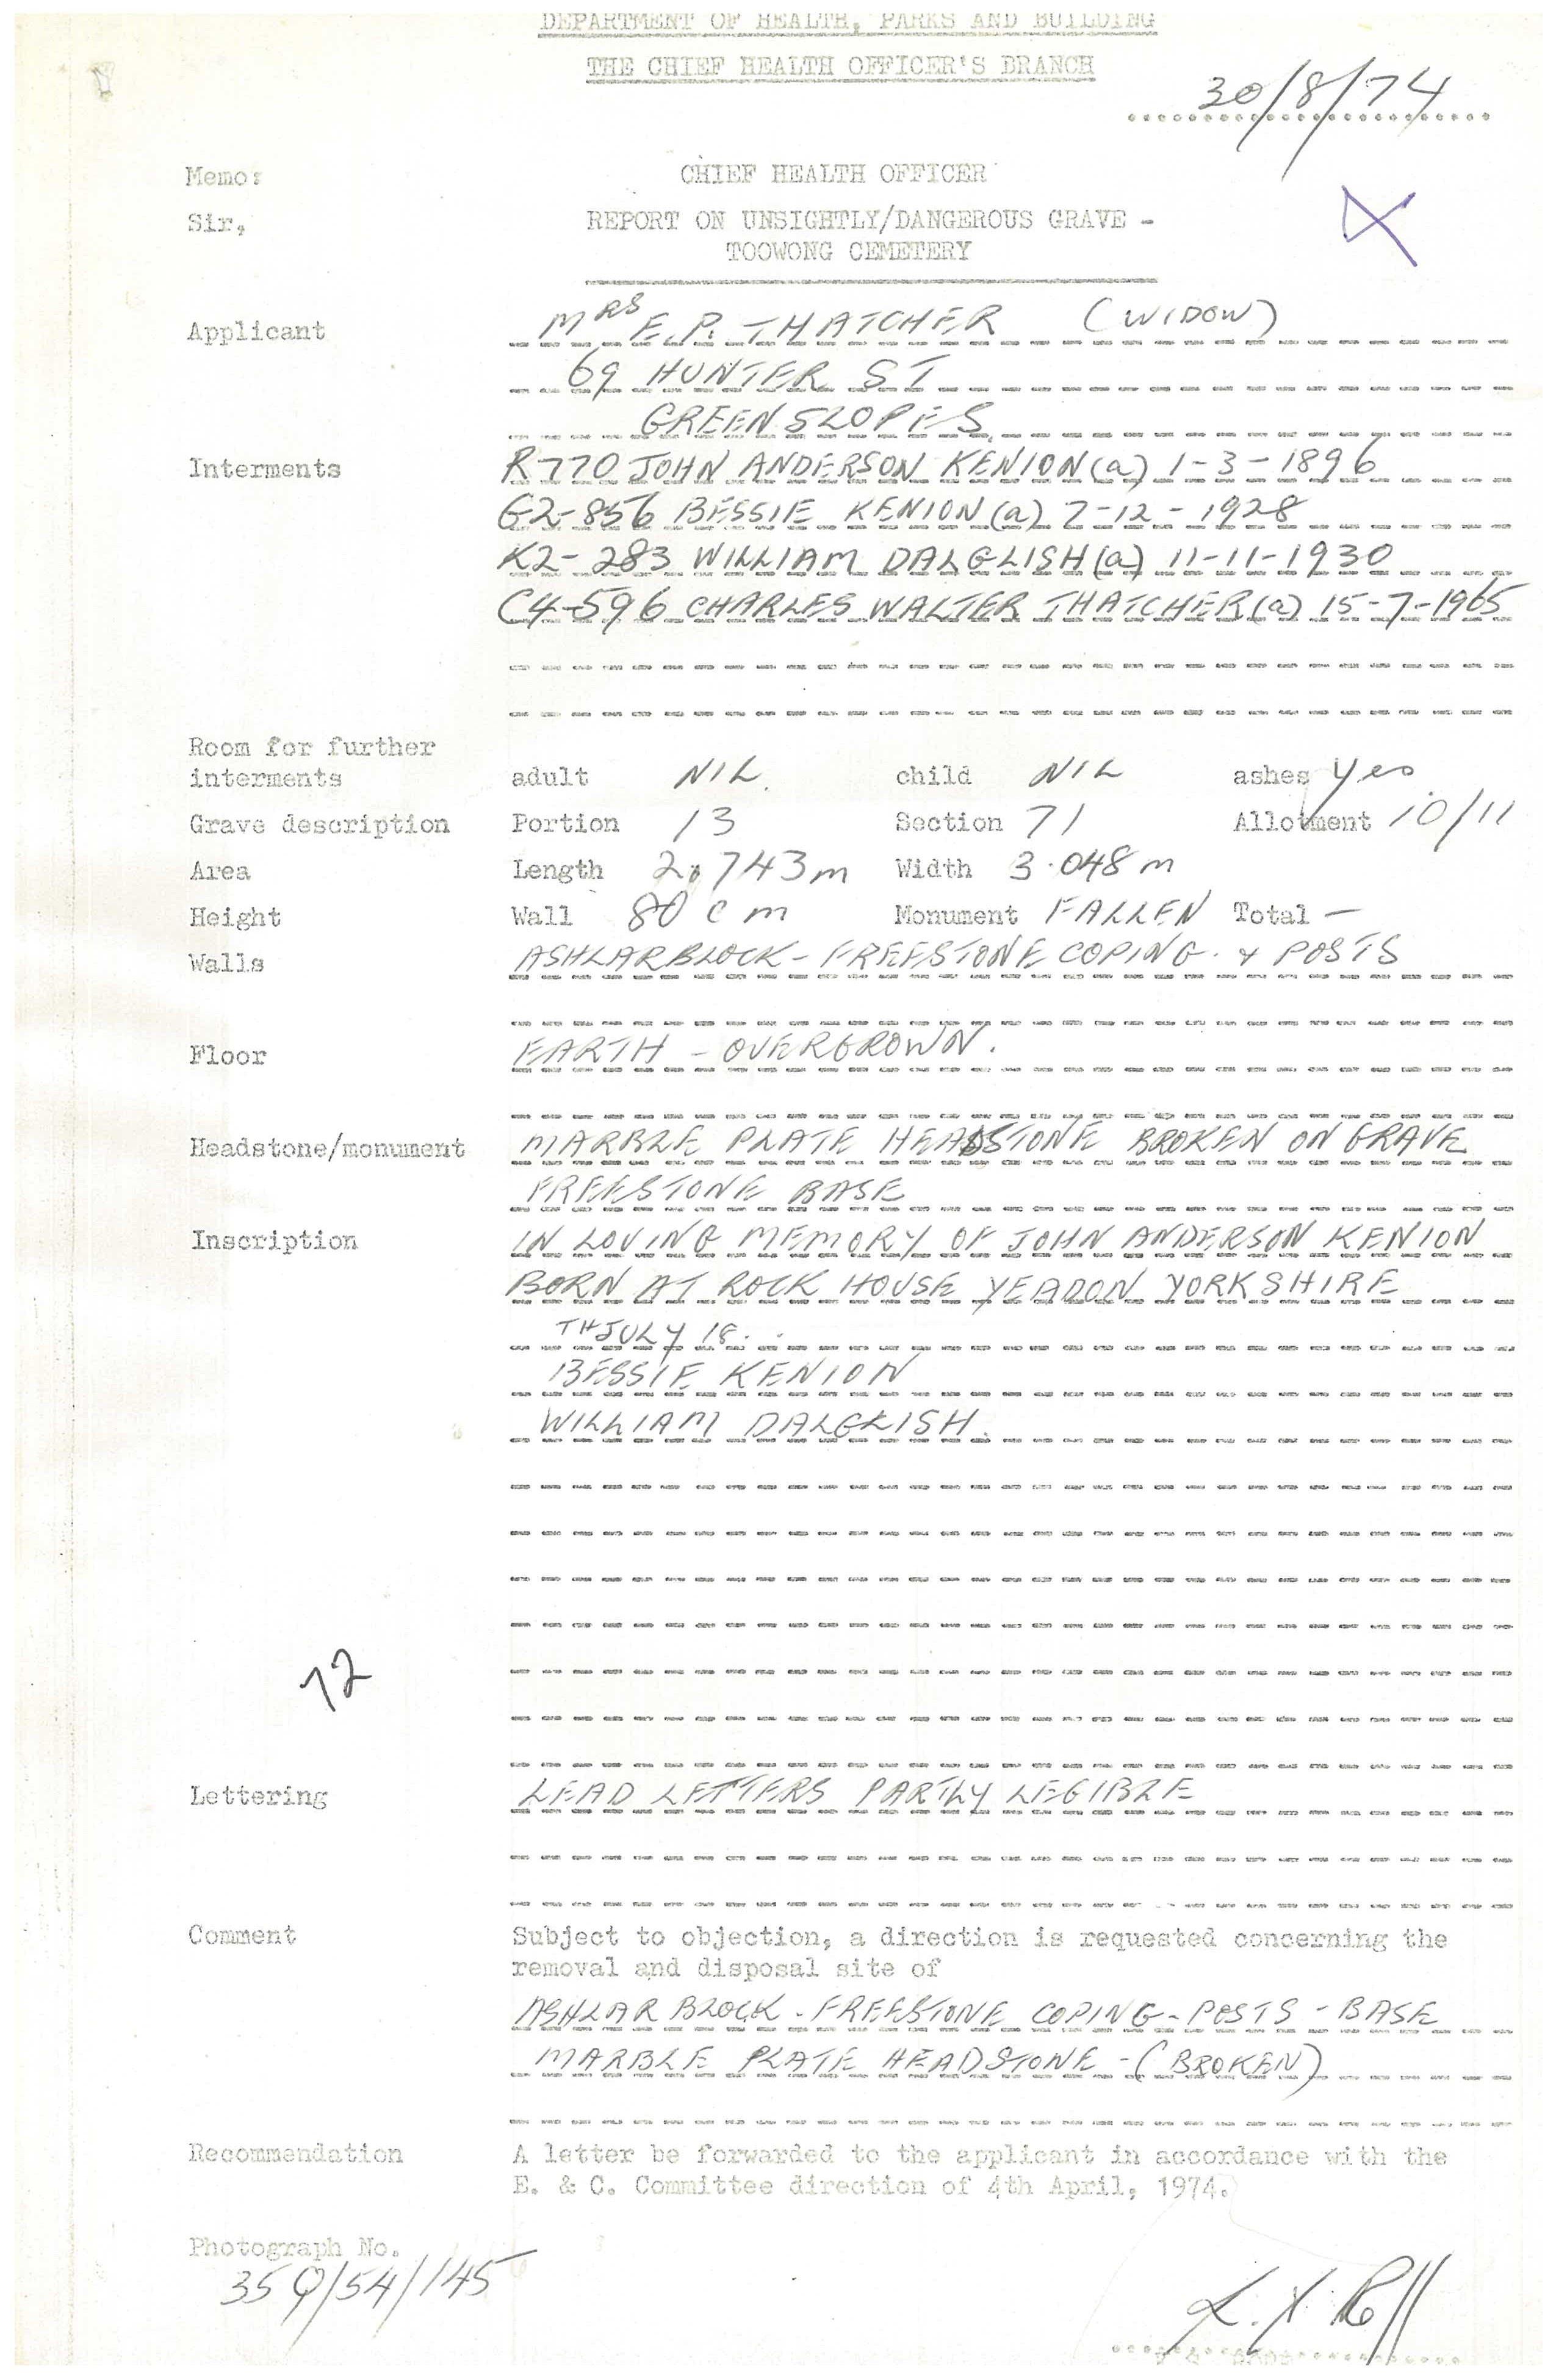 DEPARTMENT OF HEALTH, PARKS AND BUILDING
THE CHIEF HEALTH OFFICER'S BRANCH
30/8/74
Memo: CHIEF HEALTH OFFICER
Sir, REPORT ON UNSIGHTLY/DANGEROUS GRAVE -
TOOWONG CEMETERY
Applicant MRS E.P. THATCHER (WIDOW)
69 HUNTER ST
GREENSLOPES
Interments R770 JOHN ANDERSON KENION (a) 1-3-1896
G2-856 BESSIE KENION (a) 7-12-1928
K2-283 WILLIAM DALGLISH (a) 11-11-1930
C4-596 CHARLES WALTER THATCHER (a) 15-7-1965
Room for further
interments adult NIL. child NIL ashes yes
Grave description Portion 13 Section 71 Allotment 10/11
Area Length 2.743m Width 3.048m
Height Wall 80cm Monument FALLEN Total —
Walls ASHLAR BLOCK - FREESTONE COPING. & POSTS
Floor EARTH - OVERGROWN.
Headstone/monument MARBLE PLATE HEADSTONE BROKEN ON GRAVE
FREESTONE BASE
Inscription IN LOVING MEMORY OF JOHN ANDERSON KENION
BORN AT ROCK HOUSE YEADON YORKSHIRE
TH JULY 18. .
BESSIE KENION
WILLIAM DALGLISH.
72
Lettering LEAD LETTERS PARTLY LEGIBLE
Comment Subject to objection, a direction is requested concerning the
removal and disposal site of
ASHLAR BLOCK - FREESTONE COPING - POSTS - BASE
MARBLE PLATE HEADSTONE - (BROKEN)
Recommendation A letter be forwarded to the applicant in accordance with the
E. & C. Committee direction of 4th April, 1974.
Photograph No.
35Q/54/145